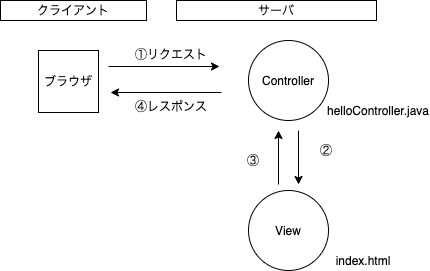 クライアント
サーバ
①リクエスト
ブラウザ
Controller
④レスポンス
helloController.java
③
②
View
index.html